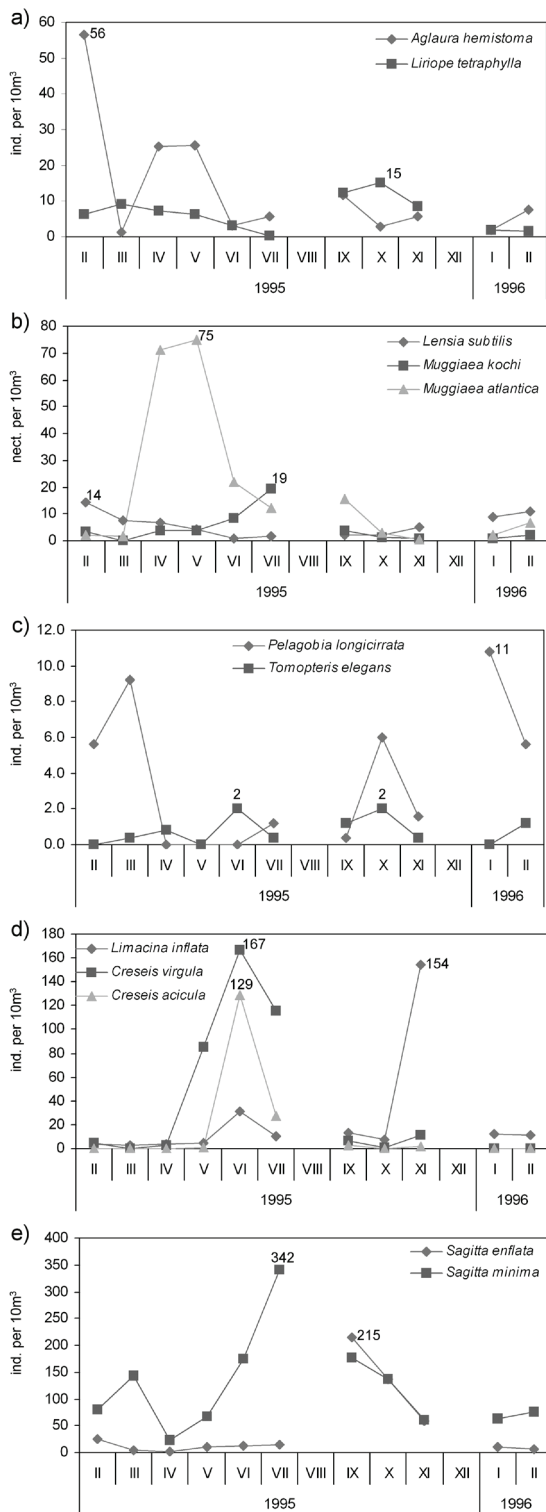 a)
60
56
Aglaura hemistoma
50
Liriope tetraphylla
40
ind. per 10m³
30
20
15
10
0
II III IV V VI VII VIII IX X XI XII I II
1995 1996
b)
80
75
Lensia subtilis
70
Muggiaea kochi
60
Muggiaea atlantica
50
nect. per 10m³
40
30
20
14 19
10
0
II III IV V VI VII VIII IX X XI XII I II
1995 1996
c)
12.0
Pelagobia longicirrata
11
10.0
Tomopteris elegans
8.0
ind. per 10m³
6.0
4.0
2 2
2.0
0.0
II III IV V VI VII VIII IX X XI XII I II
1995 1996
d)
180
Limacina inflata
167
160
154
Creseis virgula
140
Creseis acicula
129
120
100
ind. per 10m³
80
60
40
20
0
II III IV V VI VII VIII IX X XI XII I II
1995 1996
e)
400
Sagitta enflata
350
342
Sagitta minima
300
250
ind. per 10m³
215
200
150
100
50
0
II III IV V VI VII VIII IX X XI XII I II
1995 1996